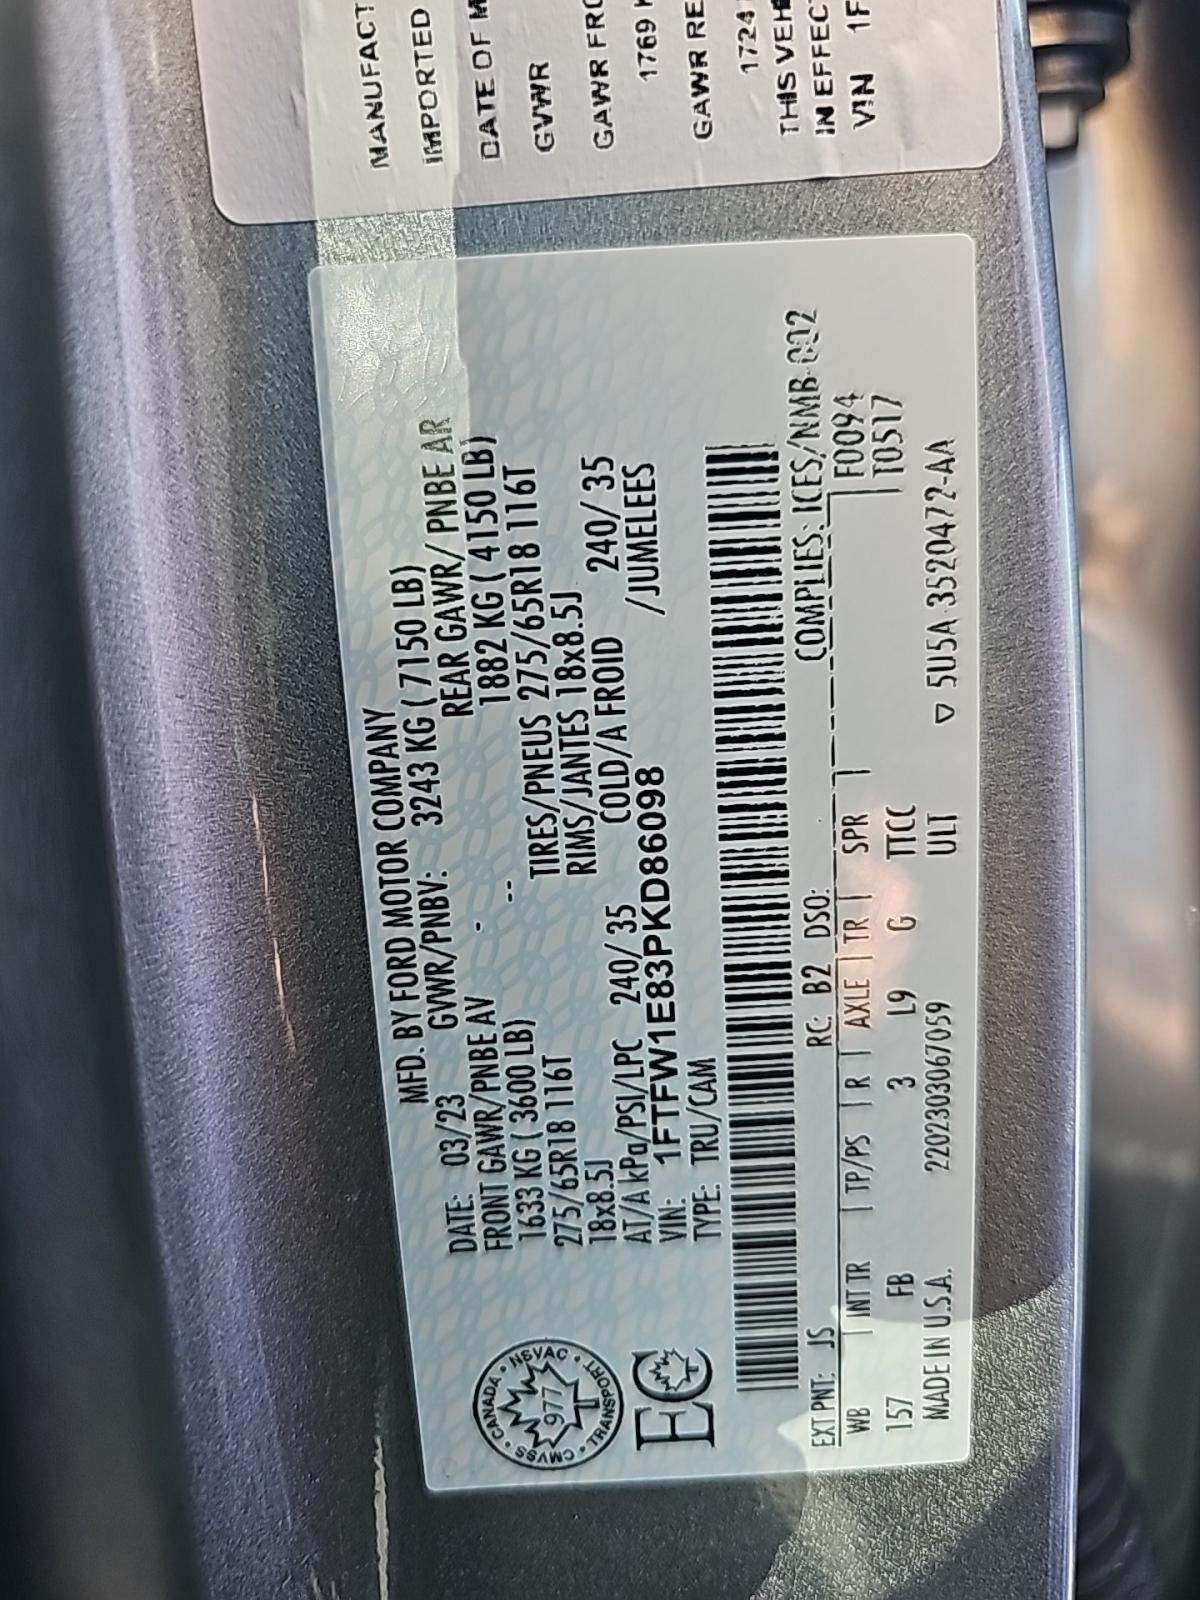 MANUFACT
IMPORTED
DATE OF M
GVWR
GAWR FRO
1769 K
GAWR RE
1724
THIS VEH
IN EFFECT
VIN 1F
MFD. BY FORD MOTOR COMPANY
DATE: 03/23 GVWR/PNBV: 3243 KG ( 7150 LB)
FRONT GAWR/PNBE AV - REAR GAWR/ PNBE AR
1633 KG ( 3600 LB) -- 1882 KG ( 4150 LB)
275/65R18 116T TIRES/PNEUS 275/65R18 116T
18x8.5J RIMS/JANTES 18x8.5J
AT/A kPa/PSI/LPC 240/ 35 COLD/A FROID 240/ 35
VIN: 1FTFW1E83PKD86098 /JUMELEES
TYPE: TRU/CAM
CANADA • NSVAC • TRANSPORT • CMVSS •
977
EC
COMPLIES: ICES/NMB-002
EXT PNT: JS RC: B2 DSO: F0094
WB INT TR TP/PS R AXLE TR SPR T0517
157 FB 3 L9 G TTCC
ULT
MADE IN U.S.A. 2202303067059 ▽ 5U5A-3520472-AA